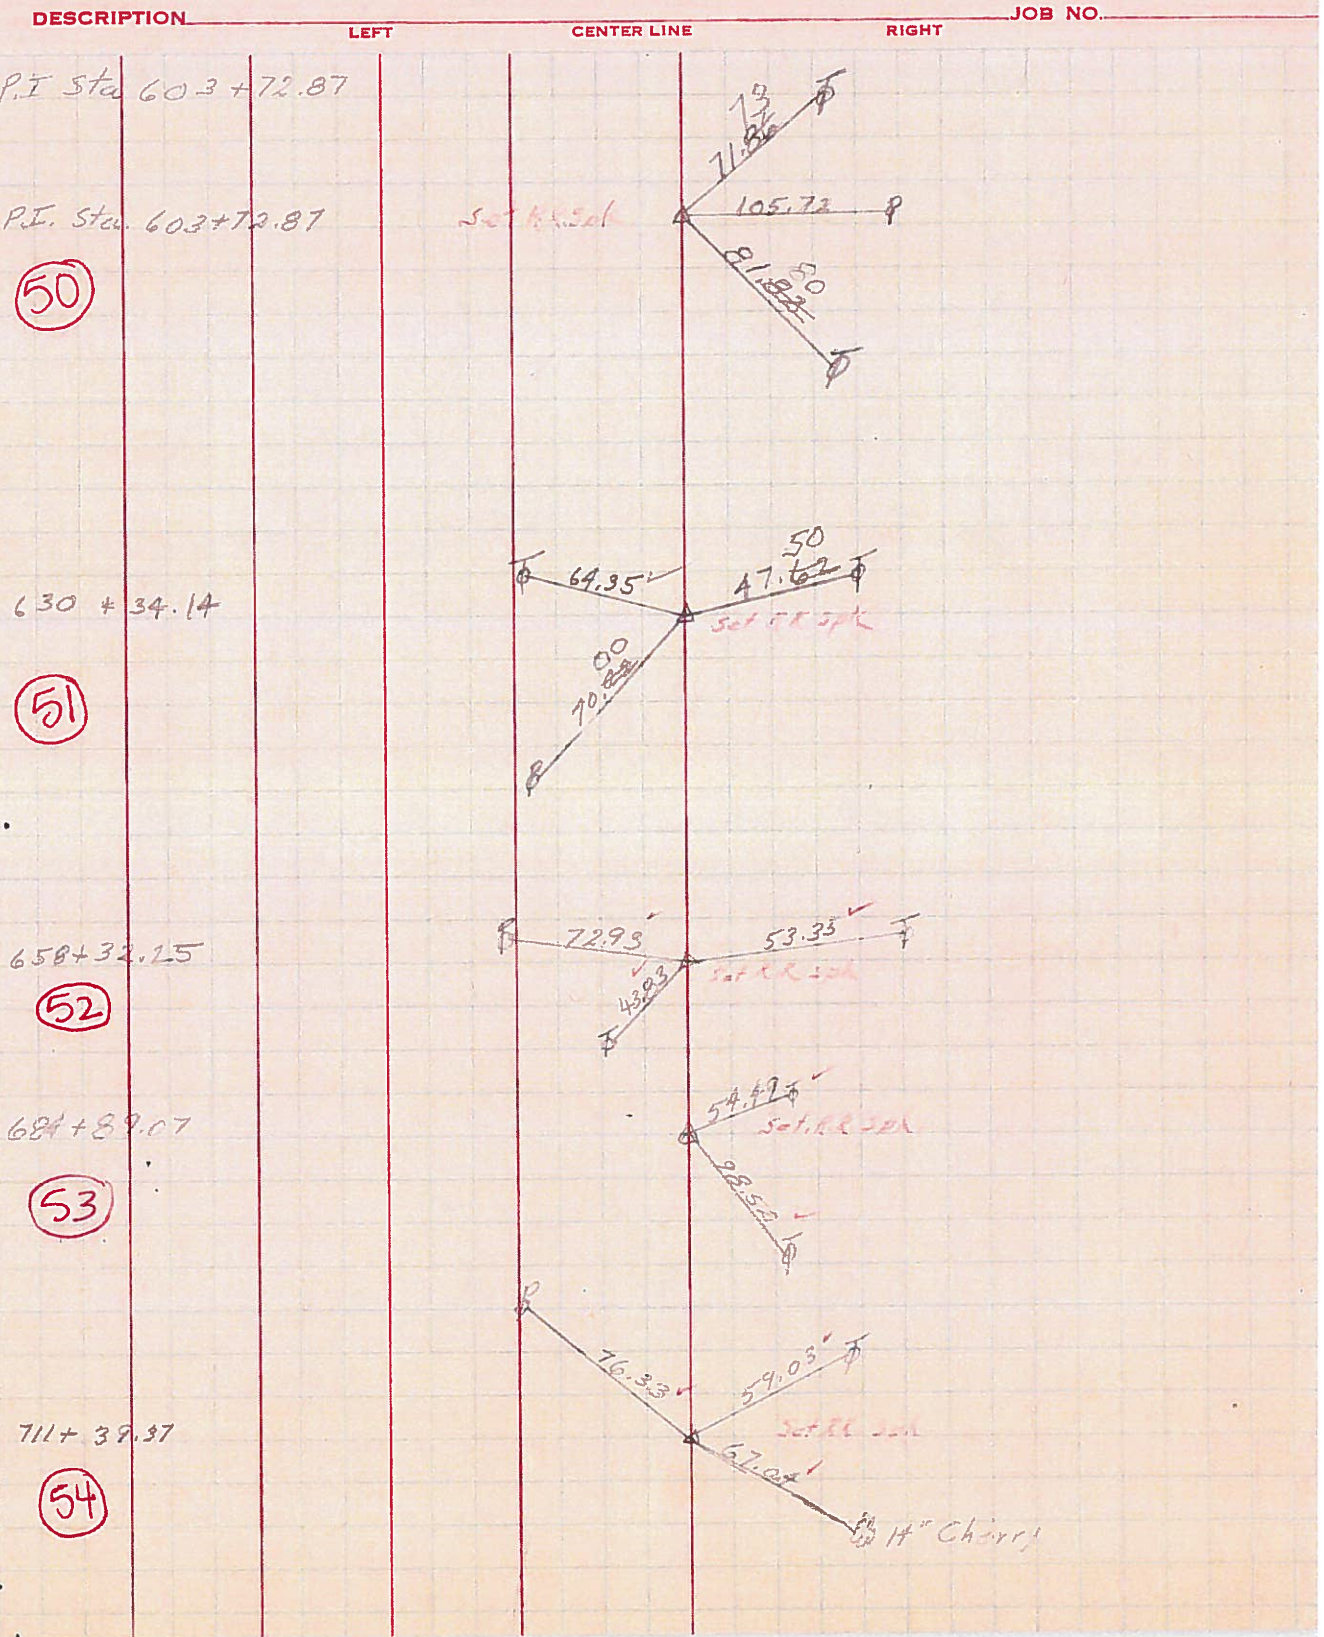 DESCRIPTION JOB NO.
LEFT CENTER LINE RIGHT
P.I Sta 603+72.87
73
71.86
P.I. Sta. 603+72.87 Set RR Spk 105.72
50
81.82
80
50
64.35 ✓ 47.62
630 + 34.14
Set RR Spk
00
70.
51
72.93 ✓ 53.35 ✓
658+32.25
Set RR spk
✓
43.83
52
54.49 ✓
684+89.07
Set RR Spk
98.52 ✓
53
76.33 ✓ 59.03 ✓
711+39.37
Set RR Spk
67.04 ✓
54
14" Cherry